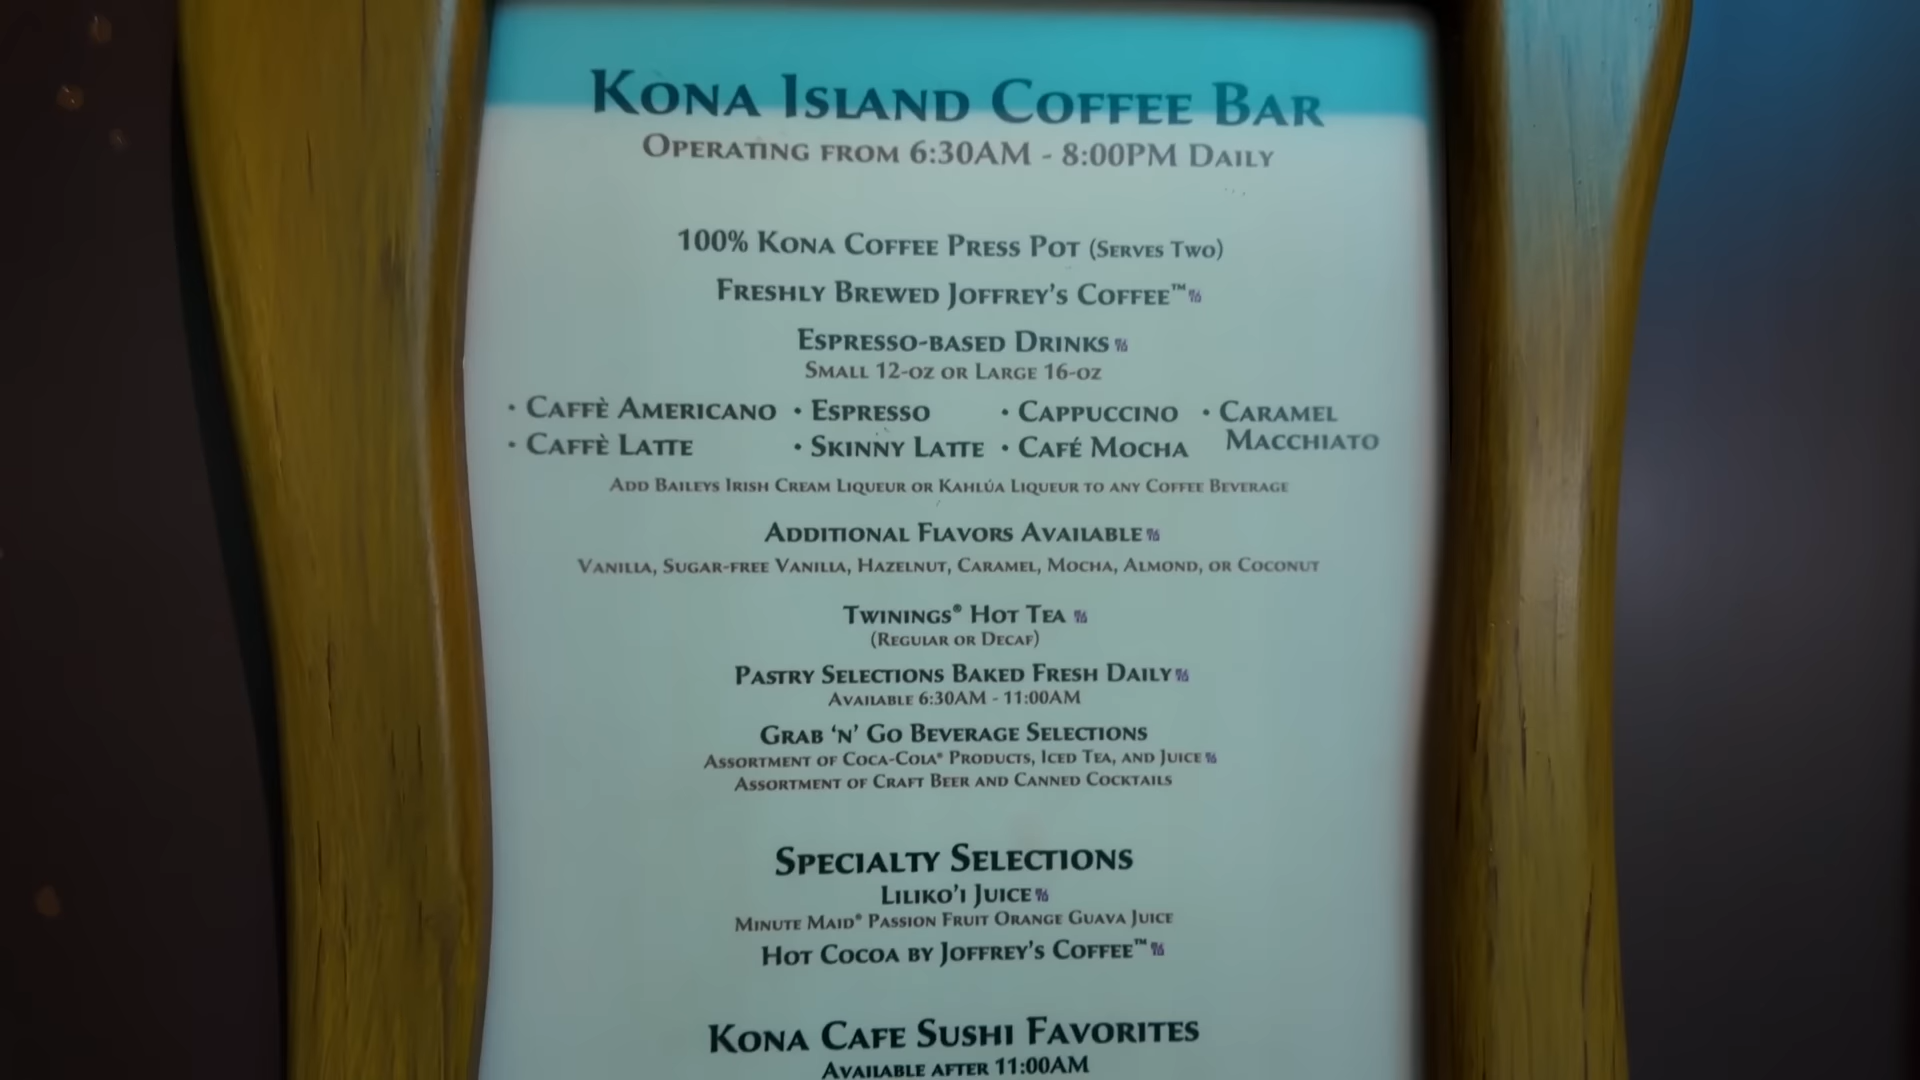 Kona Island Coffee Bar
Operating from 6:30AM - 8:00PM Daily
100% Kona Coffee Press Pot (Serves Two)
Freshly Brewed Joffrey's Coffee™
Espresso-based Drinks
Small 12-oz or Large 16-oz
• Caffè Americano • Espresso • Cappuccino • Caramel Macchiato
• Caffè Latte • Skinny Latte • Café Mocha
Add Baileys Irish Cream Liqueur or Kahlúa Liqueur to any Coffee Beverage
Additional Flavors Available
Vanilla, Sugar-free Vanilla, Hazelnut, Caramel, Mocha, Almond, or Coconut
Twinings® Hot Tea
(Regular or Decaf)
Pastry Selections Baked Fresh Daily
Available 6:30AM - 11:00AM
Grab 'n' Go Beverage Selections
Assortment of Coca-Cola® Products, Iced Tea, and Juice
Assortment of Craft Beer and Canned Cocktails
Specialty Selections
Liliko'i Juice
Minute Maid® Passion Fruit Orange Guava Juice
Hot Cocoa by Joffrey's Coffee™
Kona Cafe Sushi Favorites
Available after 11:00AM